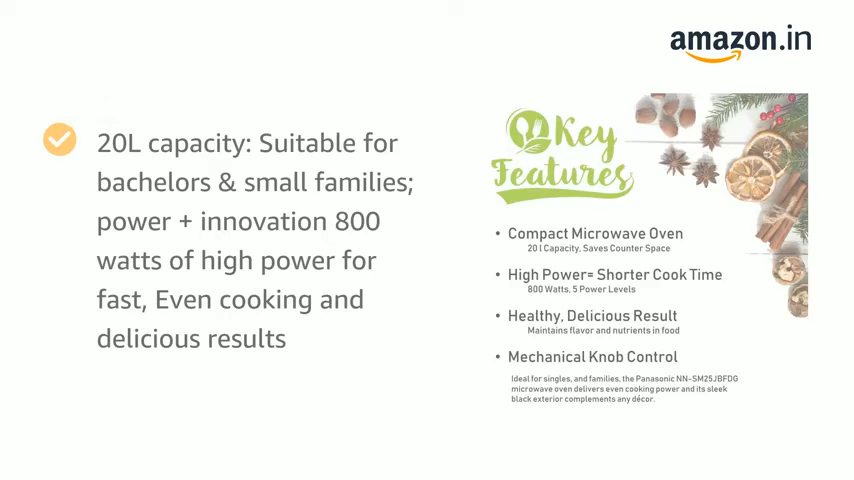 amazon.in
20L capacity: Suitable for
bachelors & small families;
power + innovation 800
watts of high power for
fast, Even cooking and
delicious results
Key
Features
• Compact Microwave Oven
20 l Capacity, Saves Counter Space
• High Power= Shorter Cook Time
800 Watts, 5 Power Levels
• Healthy, Delicious Result
Maintains flavor and nutrients in food
• Mechanical Knob Control
Ideal for singles, and families, the Panasonic NN-SM25JBFDG
microwave oven delivers even cooking power and its sleek
black exterior complements any décor.